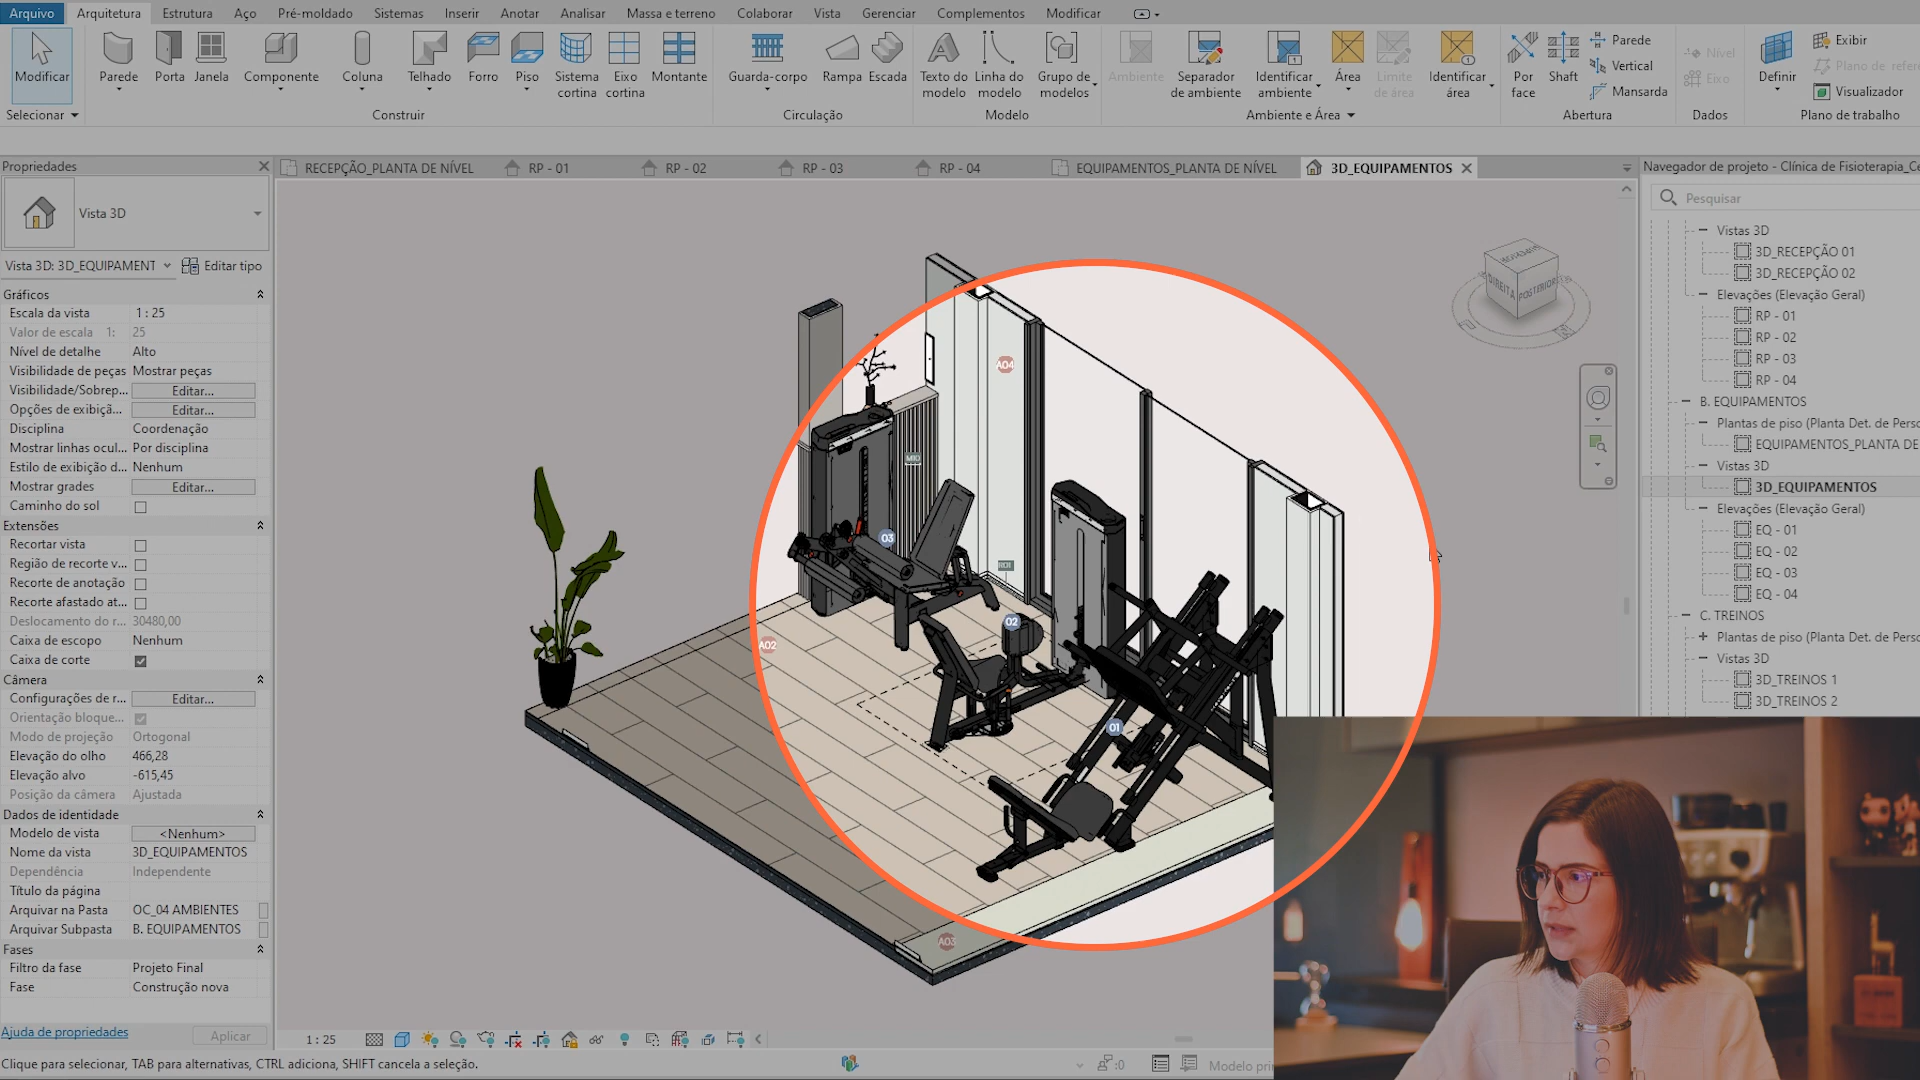 Arquivo Arquitetura Estrutura Aço Pré-moldado Sistemas Inserir Anotar Analisar Massa e terreno Colaborar Vista Gerenciar Complementos Modificar
Modificar Parede Porta Janela Componente Coluna Telhado Forro Piso Sistema cortina Eixo cortina Montante Guarda-corpo Rampa Escada Texto do modelo Linha do modelo Grupo de modelos Ambiente Separador de ambiente Identificar ambiente Área Limite de área Identificar área Por face Shaft Parede Vertical Mansarda Nível Eixo Definir Exibir Plano de refere Visualizador
Selecionar Construir Circulação Modelo Ambiente e Área Abertura Dados Plano de trabalho
Propriedades
RECEPÇÃO_PLANTA DE NÍVEL RP - 01 RP - 02 RP - 03 RP - 04 EQUIPAMENTOS_PLANTA DE NÍVEL 3D_EQUIPAMENTOS
Vista 3D
Vista 3D: 3D_EQUIPAMENT Editar tipo
Gráficos
Escala da vista 1 : 25
Valor de escala 1: 25
Nível de detalhe Alto
Visibilidade de peças Mostrar peças
Visibilidade/Sobrep... Editar...
Opções de exibiçã... Editar...
Disciplina Coordenação
Mostrar linhas ocul... Por disciplina
Estilo de exibição d... Nenhum
Mostrar grades Editar...
Caminho do sol
Extensões
Recortar vista
Região de recorte v...
Recorte de anotação
Recorte afastado at...
Deslocamento do r... 30480,00
Caixa de escopo Nenhum
Caixa de corte
Câmera
Configurações de r... Editar...
Orientação bloque...
Modo de projeção Ortogonal
Elevação do olho 466,28
Elevação alvo -615,45
Posição da câmera Ajustada
Dados de identidade
Modelo de vista <Nenhum>
Nome da vista 3D_EQUIPAMENTOS
Dependência Independente
Título da página
Arquivar na Pasta OC_04 AMBIENTES
Arquivar Subpasta B. EQUIPAMENTOS
Fases
Filtro da fase Projeto Final
Fase Construção nova
Ajuda de propriedades Aplicar
A04
M10
03
02
A02
01
A03
DIREITA POSTERIOR
Navegador de projeto - Clínica de Fisioterapia_Ce
Pesquisar
Vistas 3D
3D_RECEPÇÃO 01
3D_RECEPÇÃO 02
Elevações (Elevação Geral)
RP - 01
RP - 02
RP - 03
RP - 04
B. EQUIPAMENTOS
Plantas de piso (Planta Det. de Perso
EQUIPAMENTOS_PLANTA DE
Vistas 3D
3D_EQUIPAMENTOS
Elevações (Elevação Geral)
EQ - 01
EQ - 02
EQ - 03
EQ - 04
C. TREINOS
Plantas de piso (Planta Det. de Perso
Vistas 3D
3D_TREINOS 1
3D_TREINOS 2
1 : 25
Clique para selecionar, TAB para alternativas, CTRL adiciona, SHIFT cancela a seleção.
:0
Modelo pri